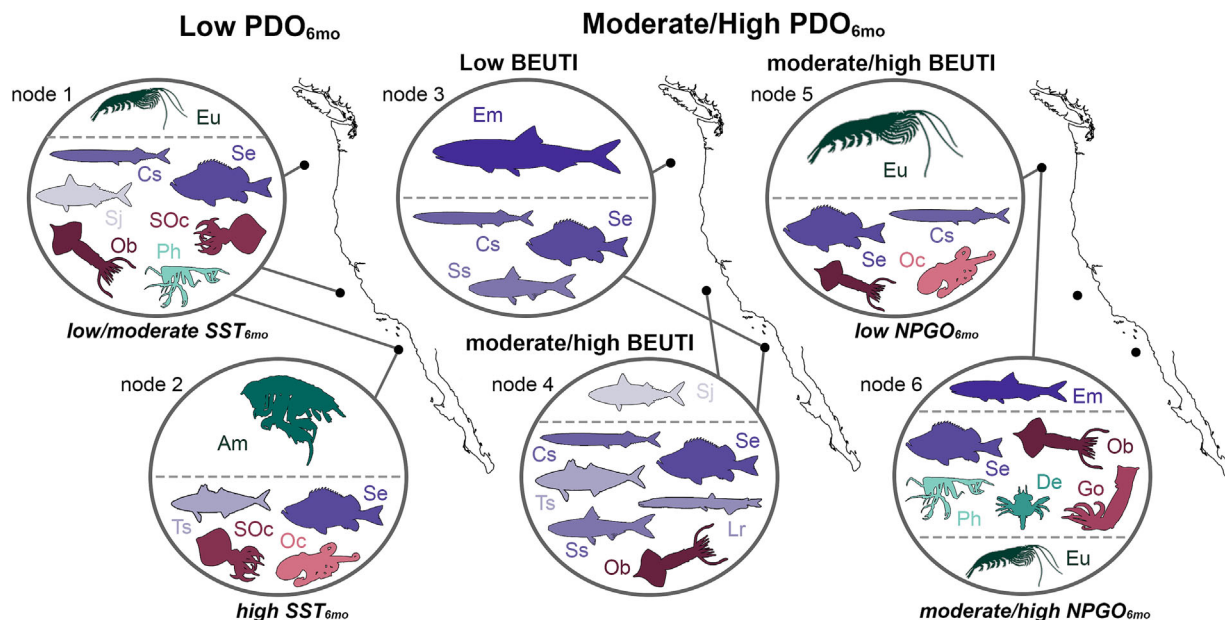 Low PDO6mo
Moderate/High PDO6mo
Low BEUTI
moderate/high BEUTI
node 1
Eu
Cs
Se
Sj
SOc
Ob
Ph
low/moderate SST6mo
node 2
Am
Ts
Se
SOc
Oc
high SST6mo
node 3
Em
Cs
Se
Ss
moderate/high BEUTI
node 4
Sj
Cs
Se
Ts
Lr
Ss
Ob
node 5
Eu
Se
Cs
Oc
low NPGO6mo
node 6
Em
Se
Ob
De
Go
Ph
Eu
moderate/high NPGO6mo